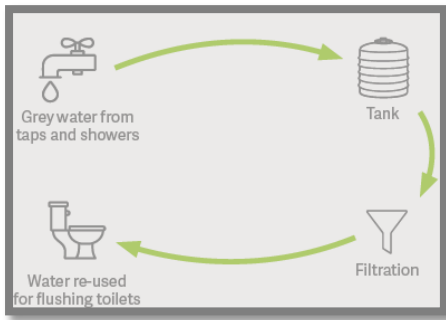 Grey water from
taps and showers
Tank
Filtration
Water re-used
for flushing toilets